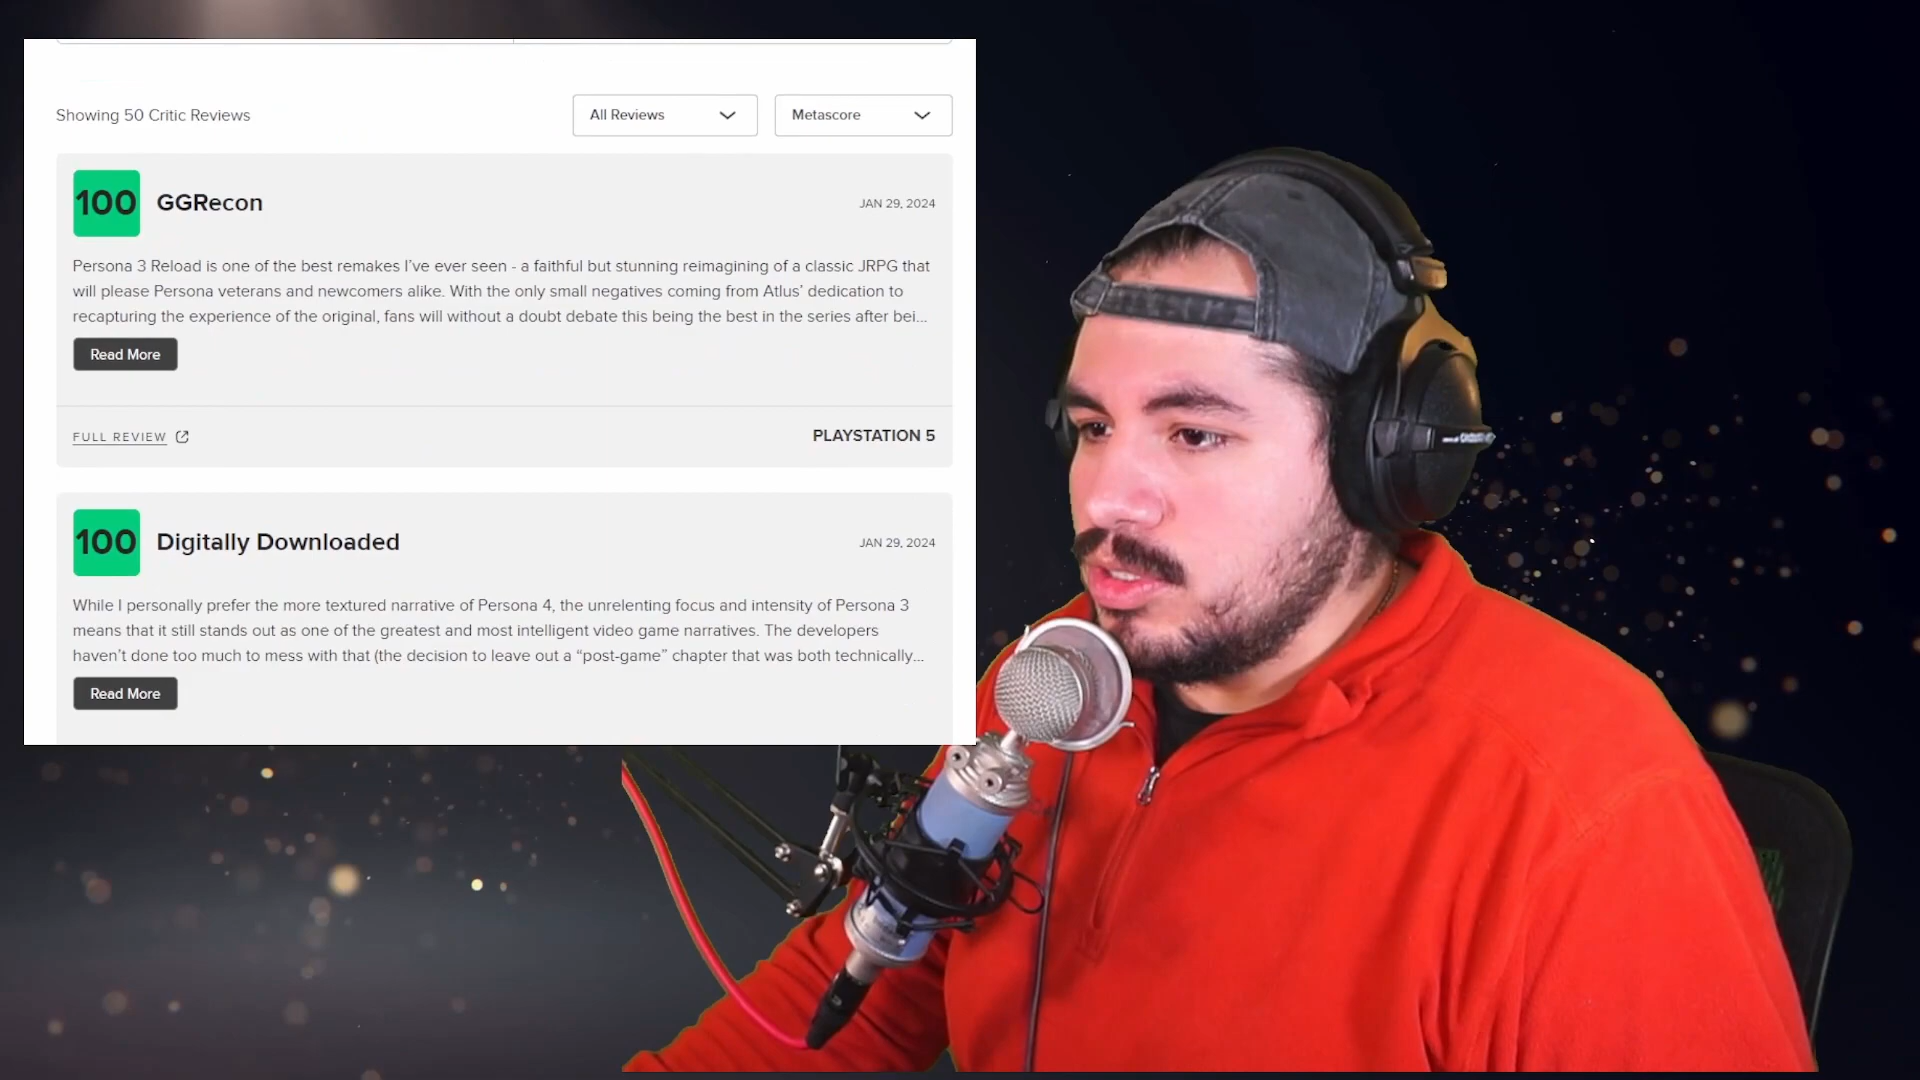 Showing 50 Critic Reviews
All Reviews
Metascore
100
GGRecon
JAN 29, 2024
Persona 3 Reload is one of the best remakes I've ever seen - a faithful but stunning reimagining of a classic JRPG that
will please Persona veterans and newcomers alike. With the only small negatives coming from Atlus' dedication to
recapturing the experience of the original, fans will without a doubt debate this being the best in the series after bei...
Read More
FULL REVIEW
PLAYSTATION 5
100
Digitally Downloaded
JAN 29, 2024
While I personally prefer the more textured narrative of Persona 4, the unrelenting focus and intensity of Persona 3
means that it still stands out as one of the greatest and most intelligent video game narratives. The developers
haven't done too much to mess with that (the decision to leave out a “post-game” chapter that was both technically...
Read More